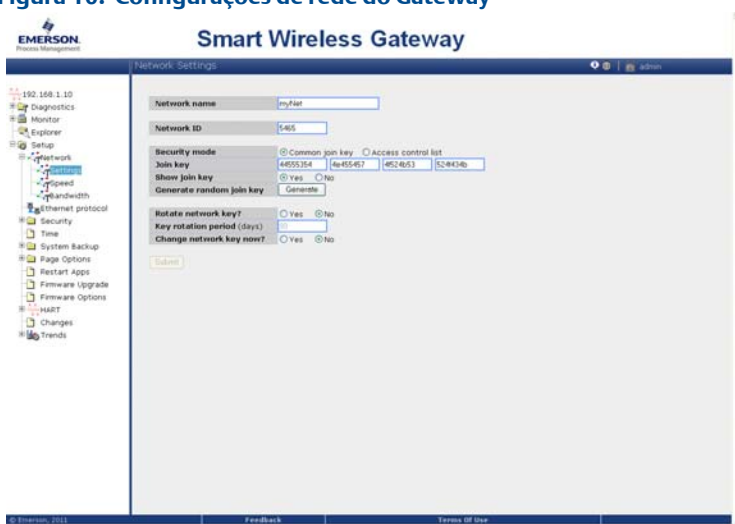 Figura 10. Configurações de rede do Gateway
EMERSON.
Process Management
Smart Wireless Gateway
Network Settings
admin
192.168.1.10
Diagnostics
Monitor
Explorer
Setup
Network
Settings
Speed
Bandwidth
Ethernet protocol
Security
Time
System Backup
Page Options
Restart Apps
Firmware Upgrade
Firmware Options
HART
Changes
Trends
Network name myNet
Network ID 5465
Security mode Common join key Access control list
Join key 44555354 4e455457 4f524b53 524f434b
Show join key Yes No
Generate random join key Generate
Rotate network key? Yes No
Key rotation period (days)
Change network key now? Yes No
Submit
© Emerson, 2011 Feedback Terms Of Use